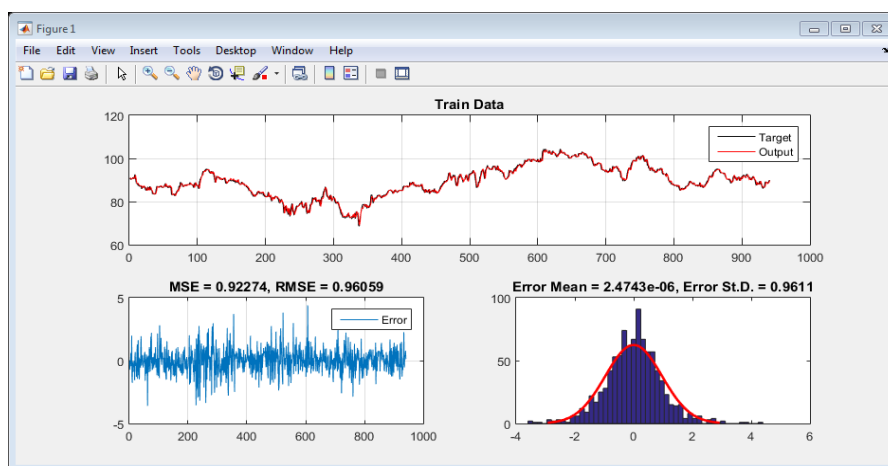 Figure 1
File Edit View Insert Tools Desktop Window Help
Train Data
120
100
80
60
Target
Output
0 100 200 300 400 500 600 700 800 900 1000
MSE = 0.92274, RMSE = 0.96059
5
0
-5
Error
0 200 400 600 800 1000
Error Mean = 2.4743e-06, Error St.D. = 0.9611
100
50
0
-4 -2 0 2 4 6